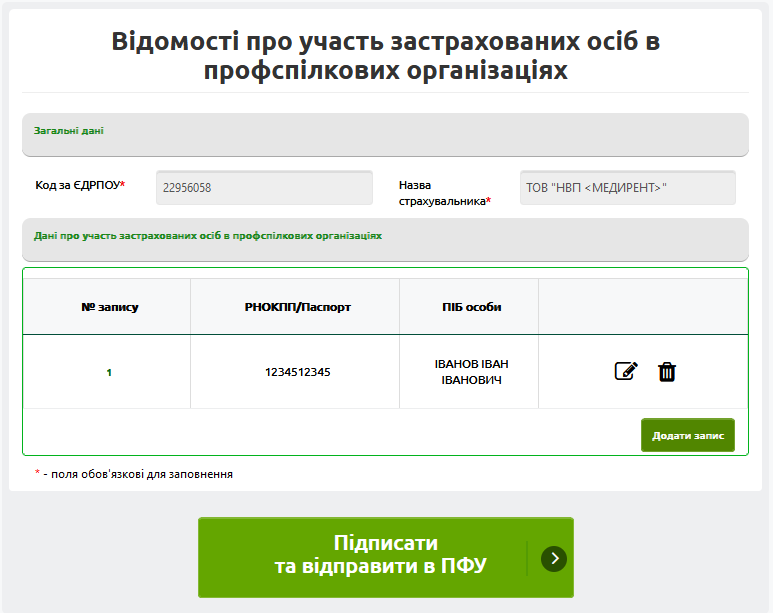 Відомості про участь застрахованих осіб в
профспілкових організаціях
Загальні дані
Код за ЄДРПОУ*
22956058
Назва
страхувальника*
ТОВ "НВП <МЕДИРЕНТ>"
Дані про участь застрахованих осіб в профспілкових організаціях
№ запису
РНОКПП/Паспорт
ПІБ особи
1
1234512345
ІВАНОВ ІВАН
ІВАНОВИЧ
Додати запис
* - поля обов'язкові для заповнення
Підписати
та відправити в ПФУ